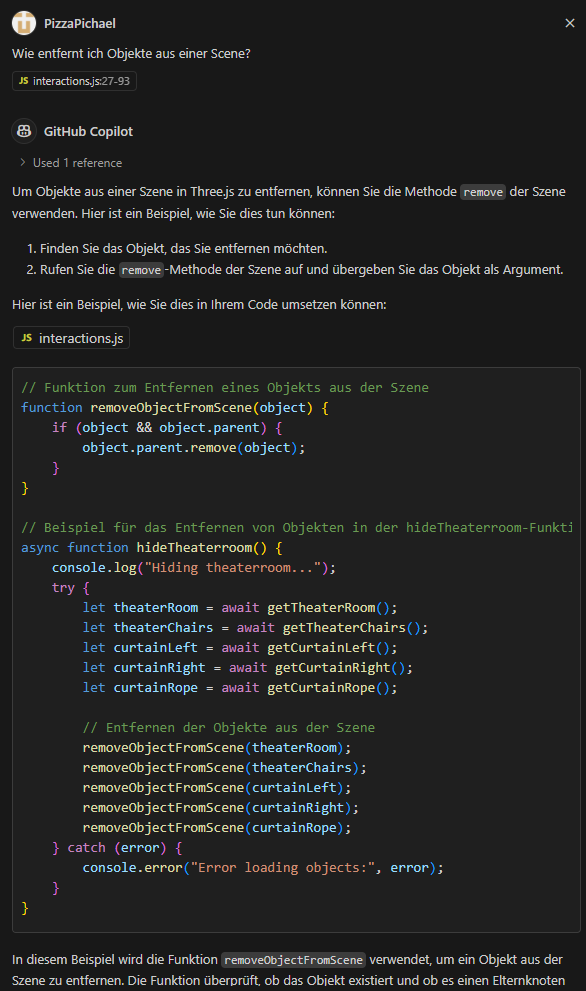 PizzaPichael
Wie entfernt ich Objekte aus einer Scene?
JS interactions.js:27-93
GitHub Copilot
Used 1 reference
Um Objekte aus einer Szene in Three.js zu entfernen, können Sie die Methode remove der Szene
verwenden. Hier ist ein Beispiel, wie Sie dies tun können:
1. Finden Sie das Objekt, das Sie entfernen möchten.
2. Rufen Sie die remove-Methode der Szene auf und übergeben Sie das Objekt als Argument.
Hier ist ein Beispiel, wie Sie dies in Ihrem Code umsetzen können:
JS interactions.js
// Funktion zum Entfernen eines Objekts aus der Szene
function removeObjectFromScene(object) {
    if (object && object.parent) {
        object.parent.remove(object);
    }
}
// Beispiel für das Entfernen von Objekten in der hideTheaterroom-Funkti
async function hideTheaterroom() {
    console.log("Hiding theaterroom...");
    try {
        let theaterRoom = await getTheaterRoom();
        let theaterChairs = await getTheaterChairs();
        let curtainLeft = await getCurtainLeft();
        let curtainRight = await getCurtainRight();
        let curtainRope = await getCurtainRope();
        // Entfernen der Objekte aus der Szene
        removeObjectFromScene(theaterRoom);
        removeObjectFromScene(theaterChairs);
        removeObjectFromScene(curtainLeft);
        removeObjectFromScene(curtainRight);
        removeObjectFromScene(curtainRope);
    } catch (error) {
        console.error("Error loading objects:", error);
    }
}
In diesem Beispiel wird die Funktion removeObjectFromScene verwendet, um ein Objekt aus der
Szene zu entfernen. Die Funktion überprüft, ob das Objekt existiert und ob es einen Elternknoten